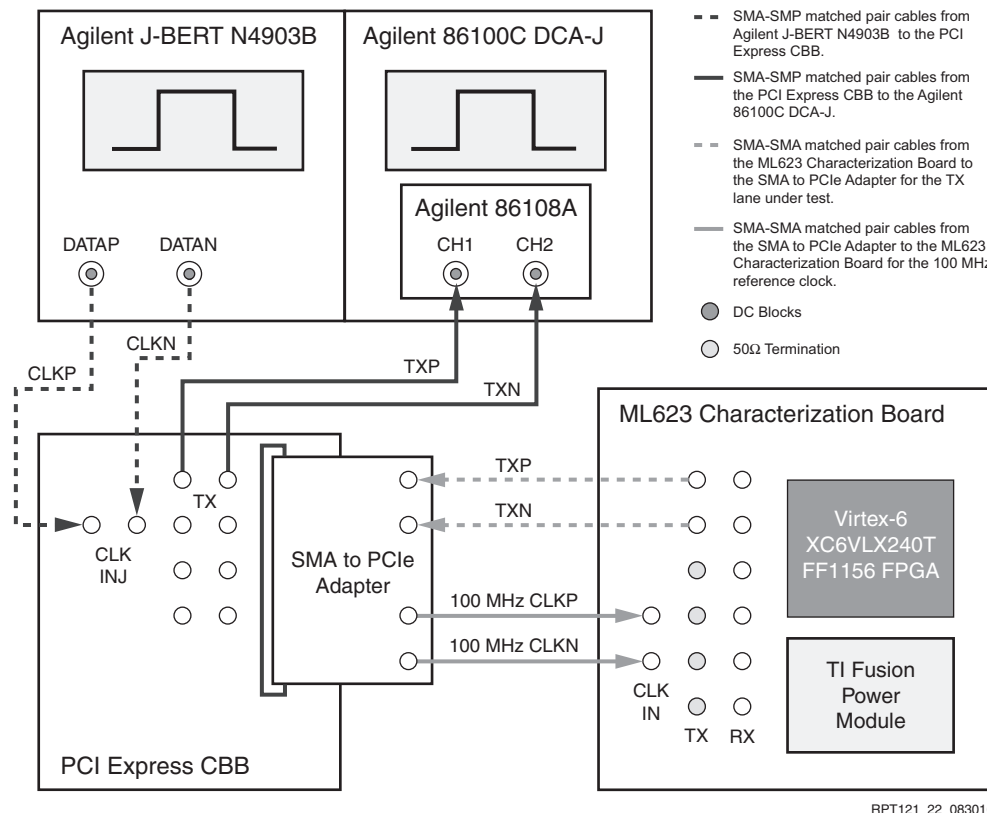 Agilent J-BERT N4903B
Agilent 86100C DCA-J
Agilent 86108A
DATAP
DATAN
CH1
CH2
CLKN
CLKP
TXP
TXN
SMA-SMP matched pair cables from
Agilent J-BERT N4903B to the PCI
Express CBB.
SMA-SMP matched pair cables from
the PCI Express CBB to the Agilent
86100C DCA-J.
SMA-SMA matched pair cables from
the ML623 Characterization Board to
the SMA to PCIe Adapter for the TX
lane under test.
SMA-SMA matched pair cables from
the SMA to PCIe Adapter to the ML623
Characterization Board for the 100 MHz
reference clock.
DC Blocks
50Ω Termination
ML623 Characterization Board
TX
CLK
INJ
SMA to PCIe
Adapter
TXP
TXN
100 MHz CLKP
100 MHz CLKN
CLK
IN
TX
RX
Virtex-6
XC6VLX240T
FF1156 FPGA
TI Fusion
Power
Module
PCI Express CBB
RPT121_22_08301